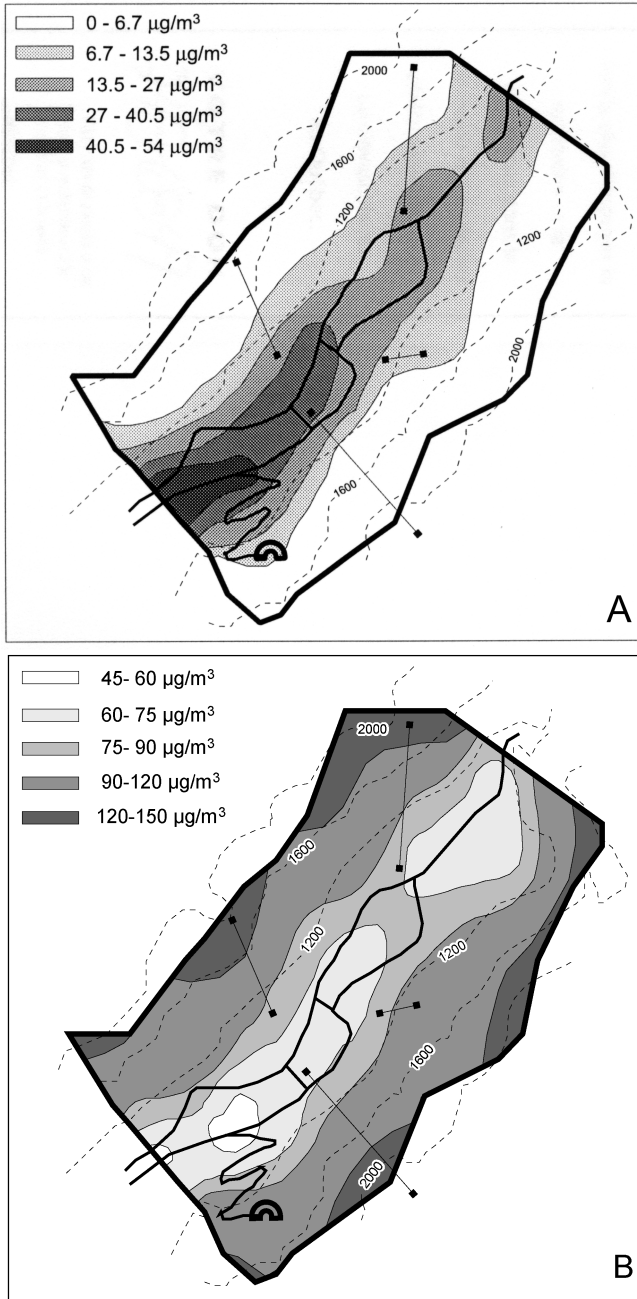 0 - 6.7 µg/m³
6.7 - 13.5 µg/m³
13.5 - 27 µg/m³
27 - 40.5 µg/m³
40.5 - 54 µg/m³
2000
1600
1200
1200
2000
1600
A
45- 60 µg/m³
60- 75 µg/m³
75- 90 µg/m³
90-120 µg/m³
120-150 µg/m³
2000
1600
1200
1200
1600
2000
B